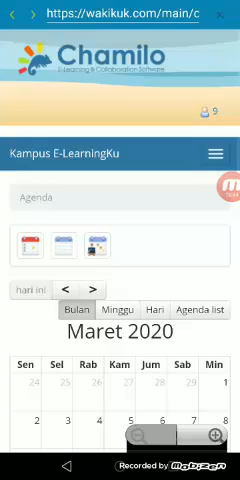 https://wakikuk.com/main/c
Chamilo
E-Learning & Collaboration Software
9
Kampus E-LearningKu
Agenda
hari ini < >
Bulan Minggu Hari Agenda list
Maret 2020
Sen Sel Rab Kam Jum Sab Min
24 25 26 27 28 29 1
2 3 4 5 6 7 8
Recorded by Mobizen